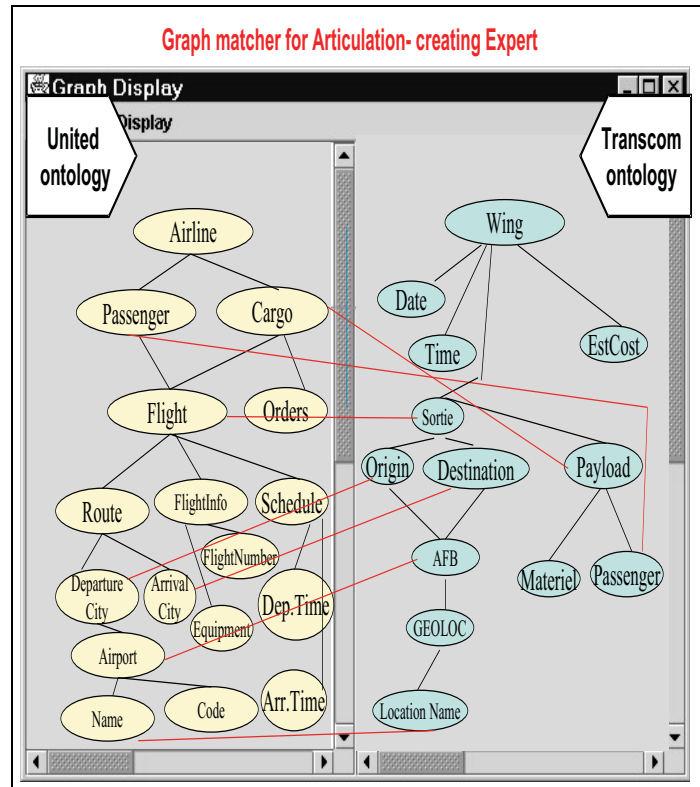 Graph matcher for Articulation- creating Expert
Graph Display
Display
United
ontology
Transcom
ontology
Airline
Passenger
Cargo
Flight
Orders
Route
FlightInfo
Schedule
FlightNumber
Departure
City
Arrival
City
Equipment
Dep.Time
Airport
Arr.Time
Name
Code
Wing
Date
Time
EstCost
Sortie
Origin
Destination
Payload
AFB
Materiel
Passenger
GEOLOC
Location Name